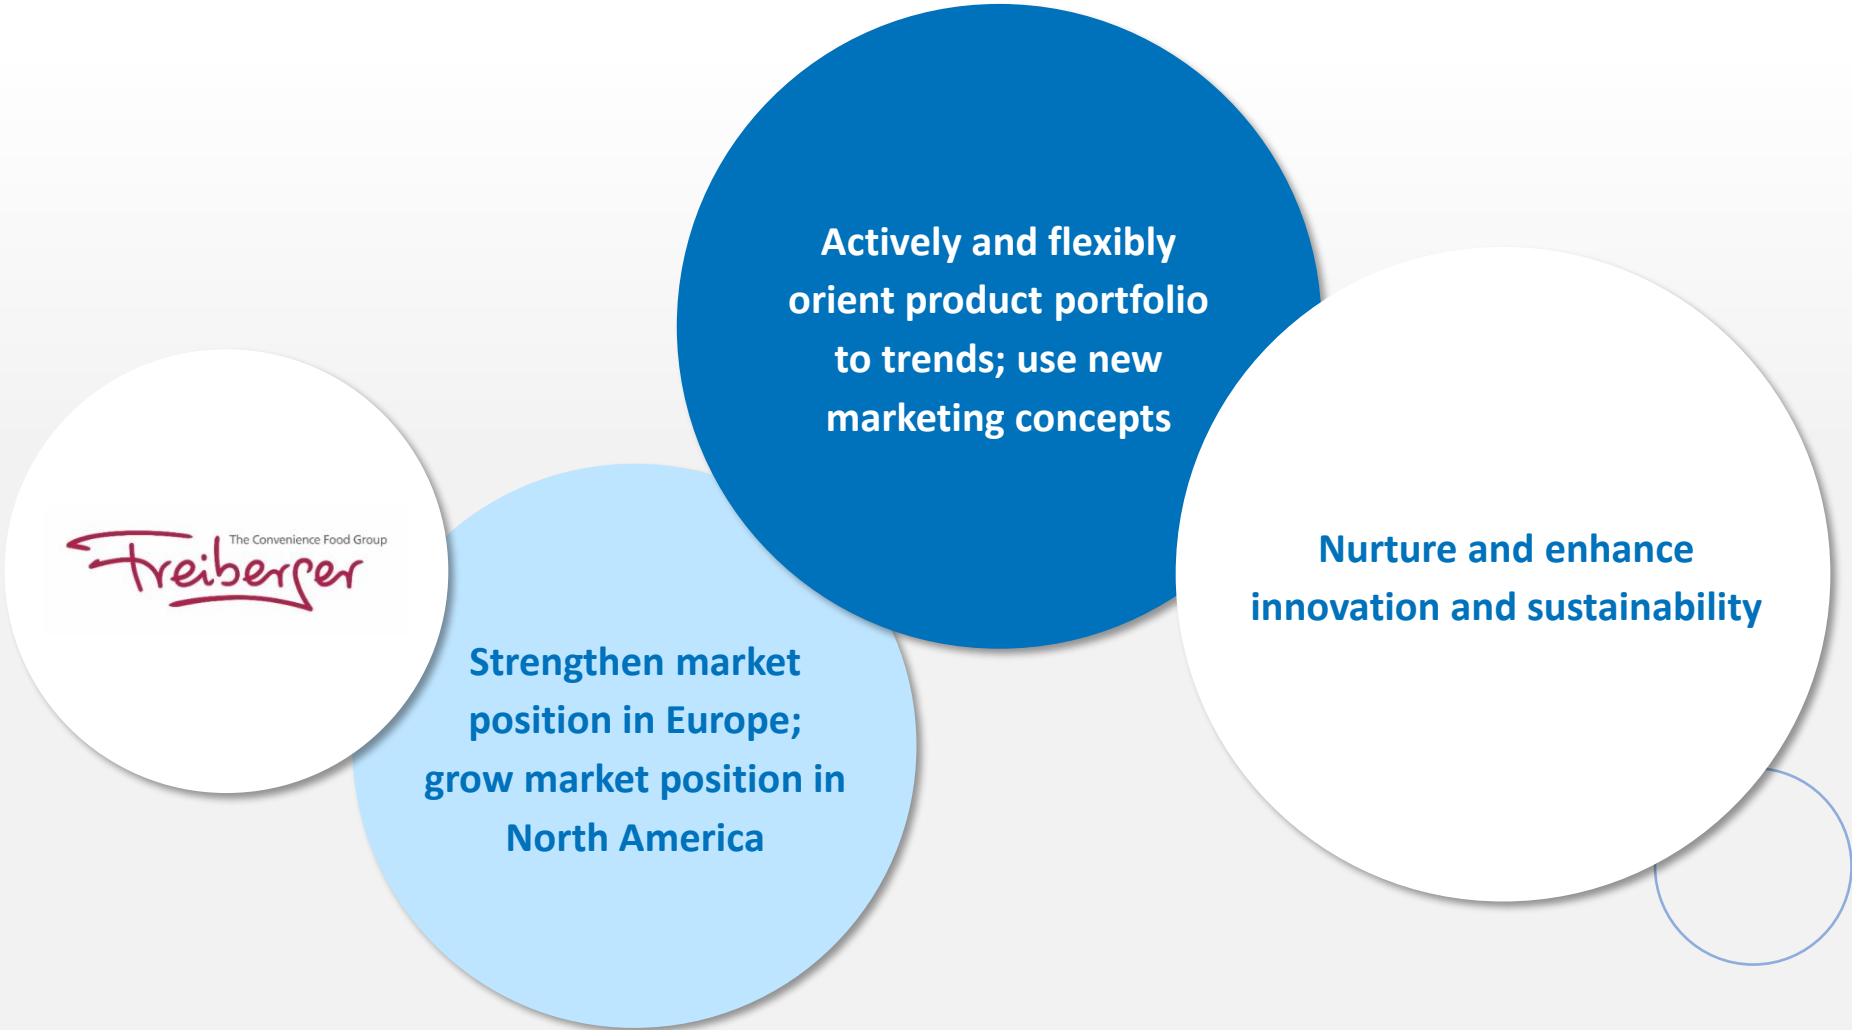 The Convenience Food Group
Freiberger
Strengthen market
position in Europe;
grow market position in
North America
Actively and flexibly
orient product portfolio
to trends; use new
marketing concepts
Nurture and enhance
innovation and sustainability